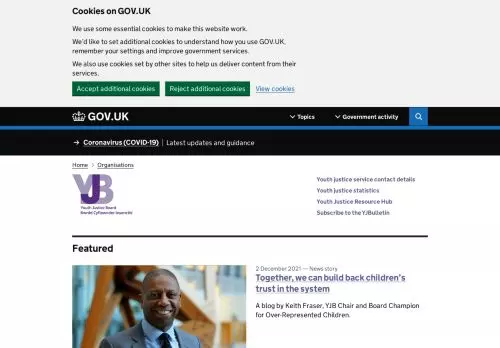 Cookies on GOV.UK
We use some essential cookies to make this website work.
We'd like to set additional cookies to understand how you use GOV.UK,
remember your settings and improve government services.
We also use cookies set by other sites to help us deliver content from their
services.
Accept additional cookies Reject additional cookies View cookies
GOV.UK Topics Government activity
→ Coronavirus (COVID-19) | Latest updates and guidance
Home > Organisations
YJB
Youth Justice Board
Bwrdd Cyfiawnder Ieuenctid
Youth justice service contact details
Youth justice statistics
Youth Justice Resource Hub
Subscribe to the YJBulletin
Featured
2 December 2021 — News story
Together, we can build back children's
trust in the system
A blog by Keith Fraser, YJB Chair and Board Champion
for Over-Represented Children.